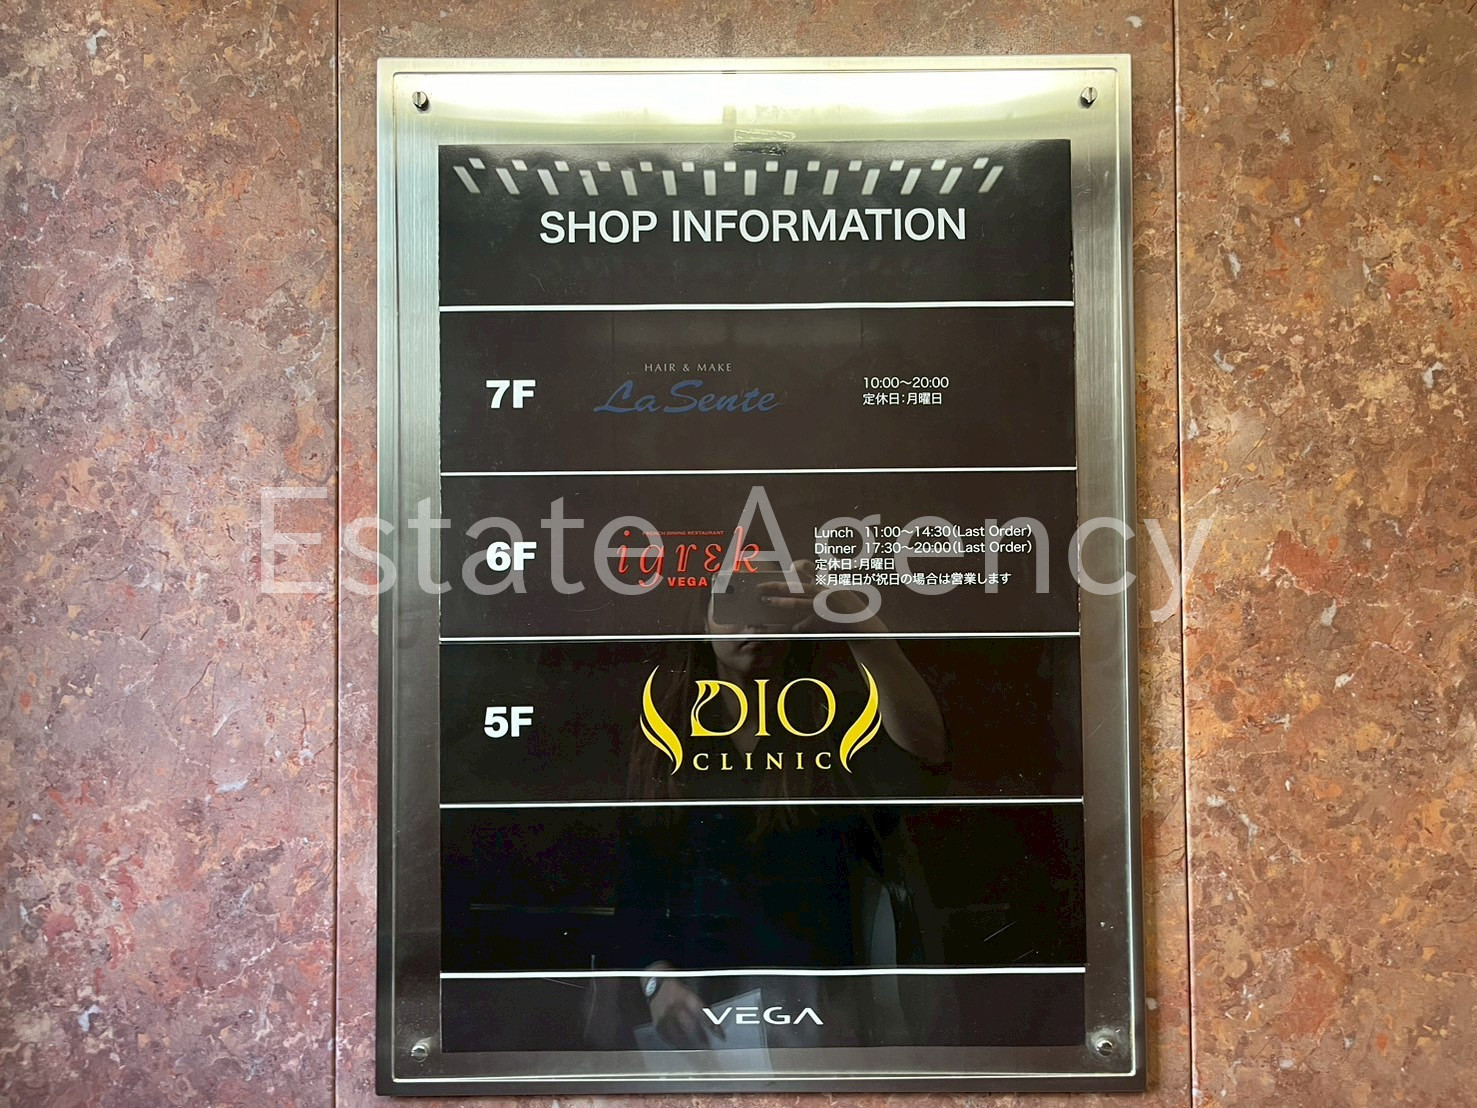 SHOP INFORMATION
7F
HAIR & MAKE
La Sente
10:00〜20:00
定休日:月曜日
6F
FRENCH DINING RESTAURANT
igrek
VEGA
Lunch 11:00〜14:30(Last Order)
Dinner 17:30〜20:00(Last Order)
定休日:月曜日
※月曜日が祝日の場合は営業します
Estate Agency
5F
DIO
CLINIC
VEGA